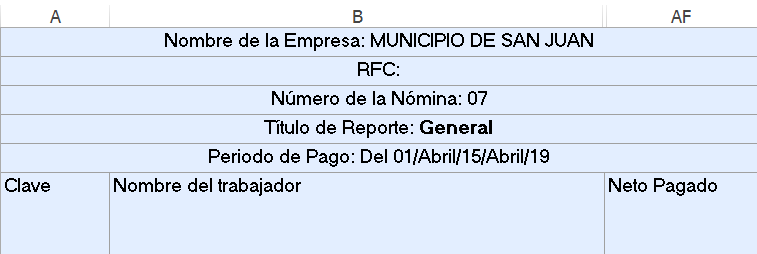 A B AF
Nombre de la Empresa: MUNICIPIO DE SAN JUAN
RFC:
Número de la Nómina: 07
Título de Reporte: General
Periodo de Pago: Del 01/Abril/15/Abril/19
Clave Nombre del trabajador Neto Pagado